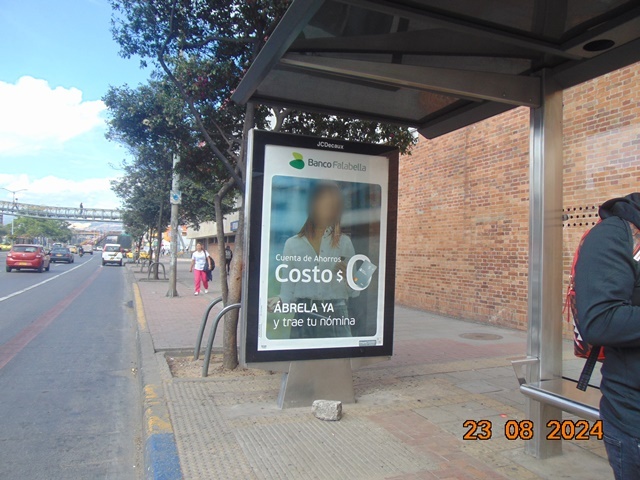 JCDecaux
Banco Falabella
Cuenta de Ahorros
Costo $0
ÁBRELA YA
y trae tu nómina
23 08 2024